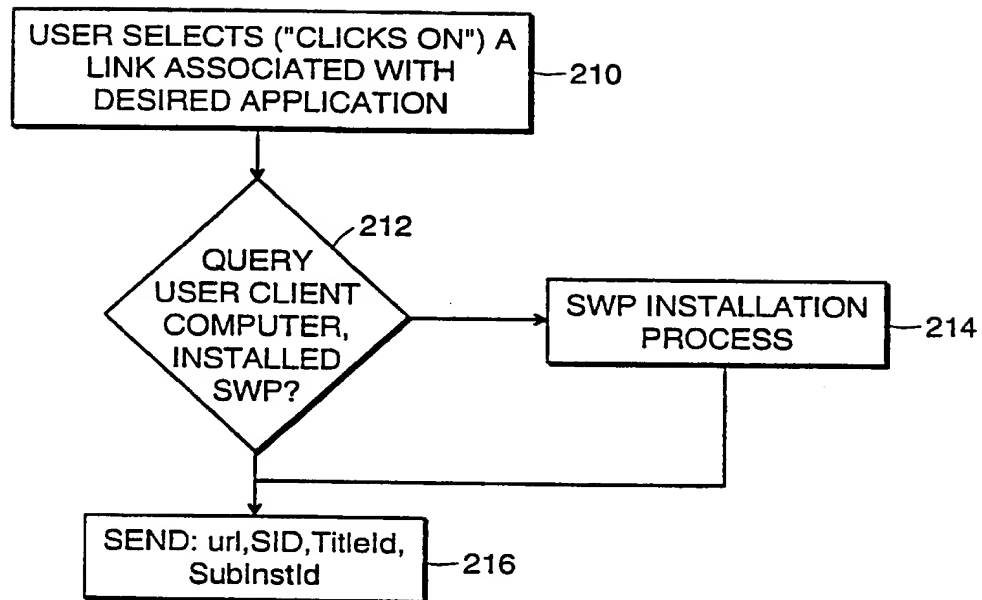 USER SELECTS ("CLICKS ON") A
LINK ASSOCIATED WITH
DESIRED APPLICATION
210
212
QUERY
USER CLIENT
COMPUTER,
INSTALLED
SWP?
SWP INSTALLATION
PROCESS
214
SEND: url,SID,TitleId,
SubInstId
216